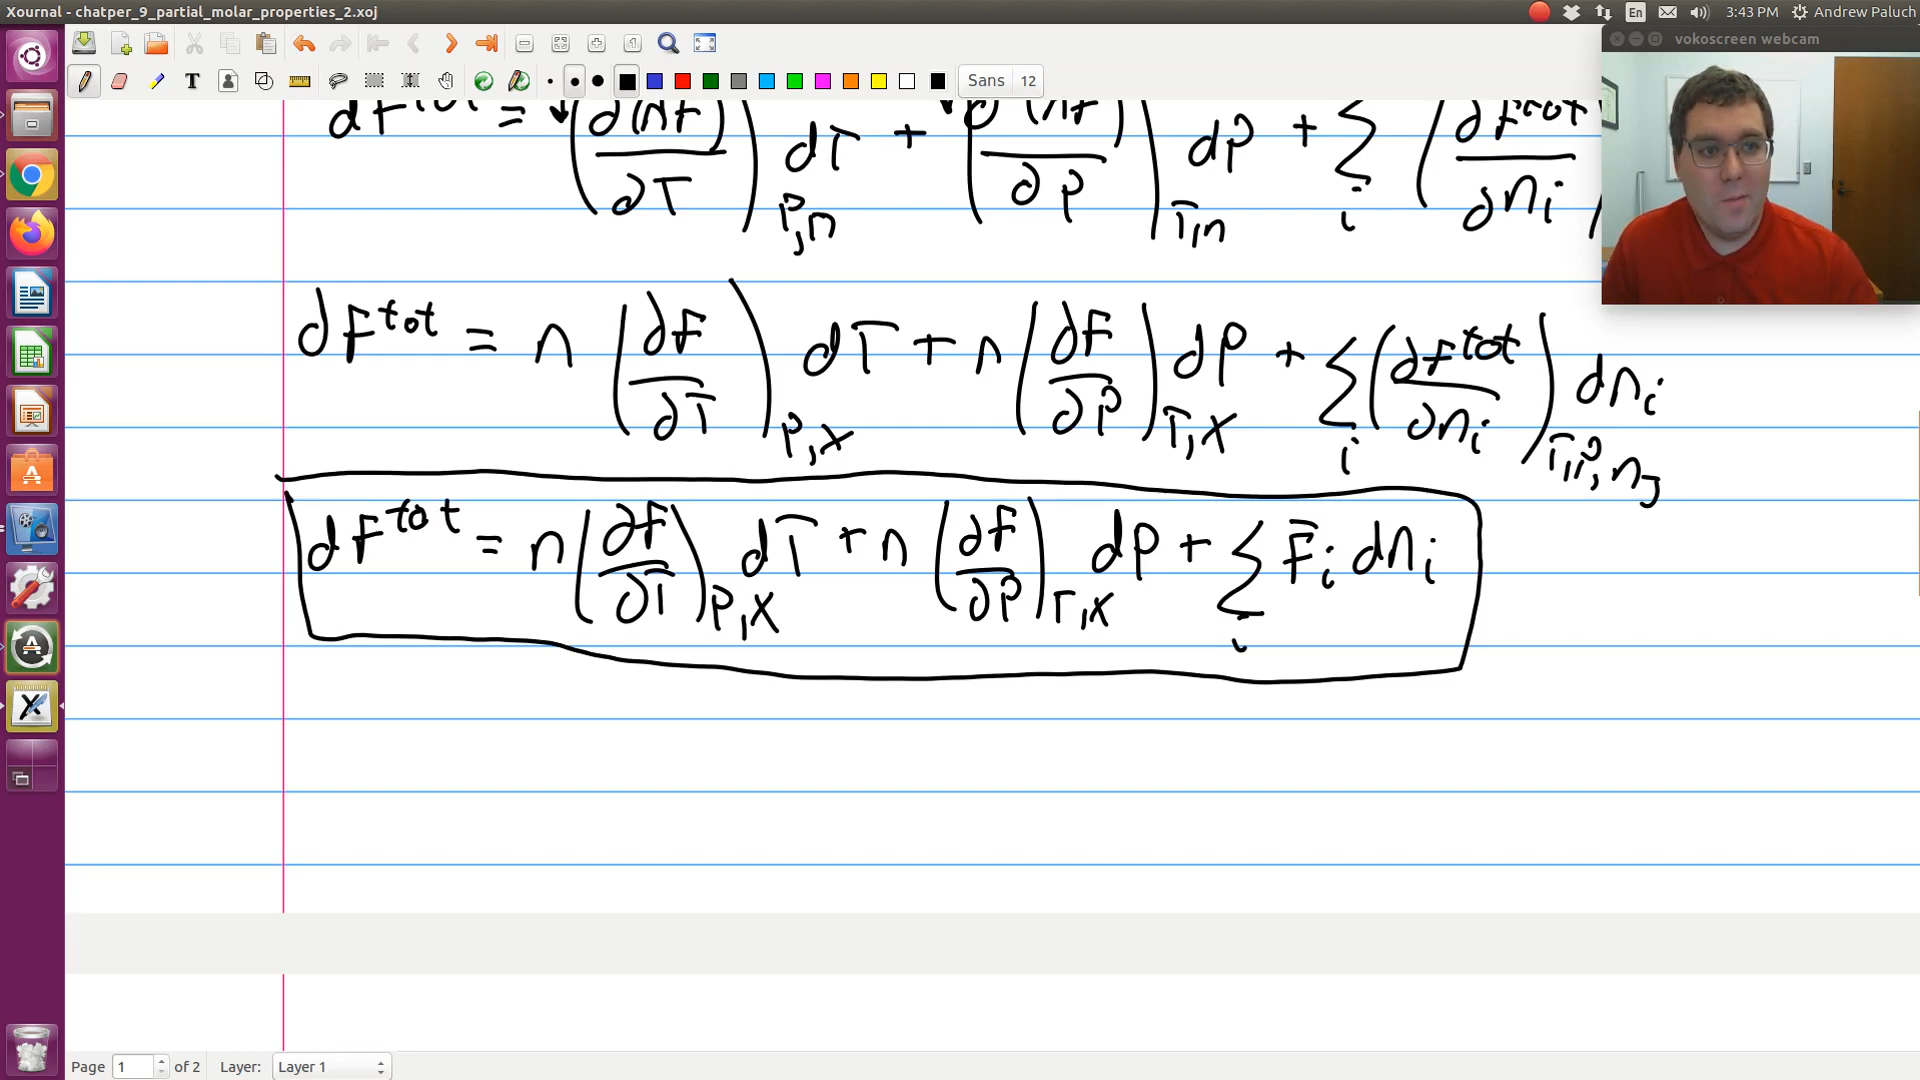 Xournal - chatper_9_partial_molar_properties_2.xoj
En
3:43 PM
Andrew Paluch
vokoscreen webcam
Sans 12
dF^tot = (∂(nF)/∂T)_P,n dT + (∂(nF)/∂P)_T,n dP + Σ_i (∂F^tot/∂n_i
dF^tot = n (∂F/∂T)_P,x dT + n (∂F/∂P)_T,x dP + Σ_i (∂F^tot/∂n_i)_T,P,n_j dn_i
dF^tot = n (∂F/∂T)_P,x dT + n (∂F/∂P)_T,x dP + Σ_i F̄_i dn_i
Page 1 of 2 Layer: Layer 1